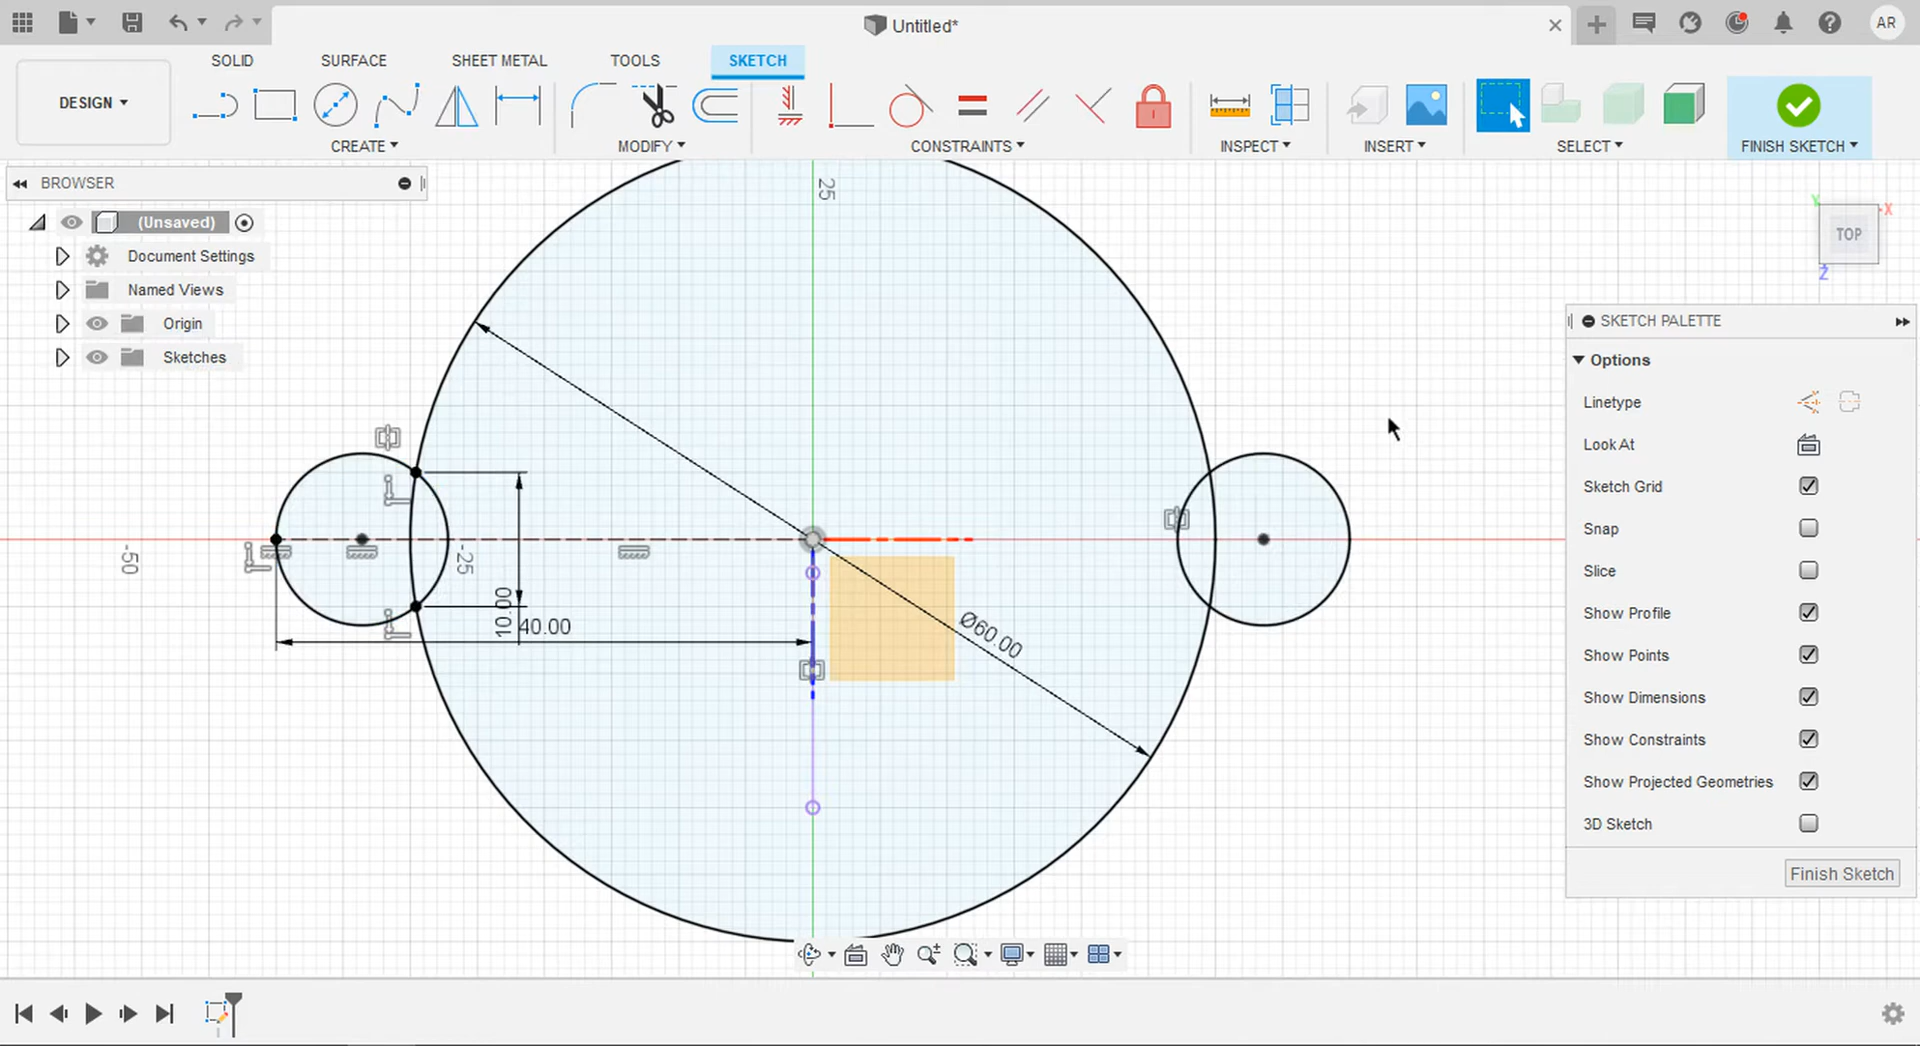 Untitled*
AR
SOLID
SURFACE
SHEET METAL
TOOLS
SKETCH
DESIGN
CREATE
MODIFY
CONSTRAINTS
INSPECT
INSERT
SELECT
FINISH SKETCH
BROWSER
(Unsaved)
Document Settings
Named Views
Origin
Sketches
25
-50
-25
10.00
40.00
Ø60.00
Y
X
TOP
Z
SKETCH PALETTE
Options
Linetype
Look At
Sketch Grid
Snap
Slice
Show Profile
Show Points
Show Dimensions
Show Constraints
Show Projected Geometries
3D Sketch
Finish Sketch